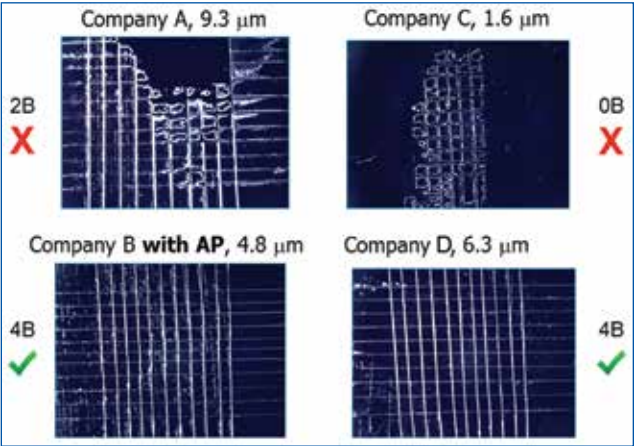 Company A, 9.3 μm
Company C, 1.6 μm
2B
X
0B
X
Company B with AP, 4.8 μm
Company D, 6.3 μm
4B
4B